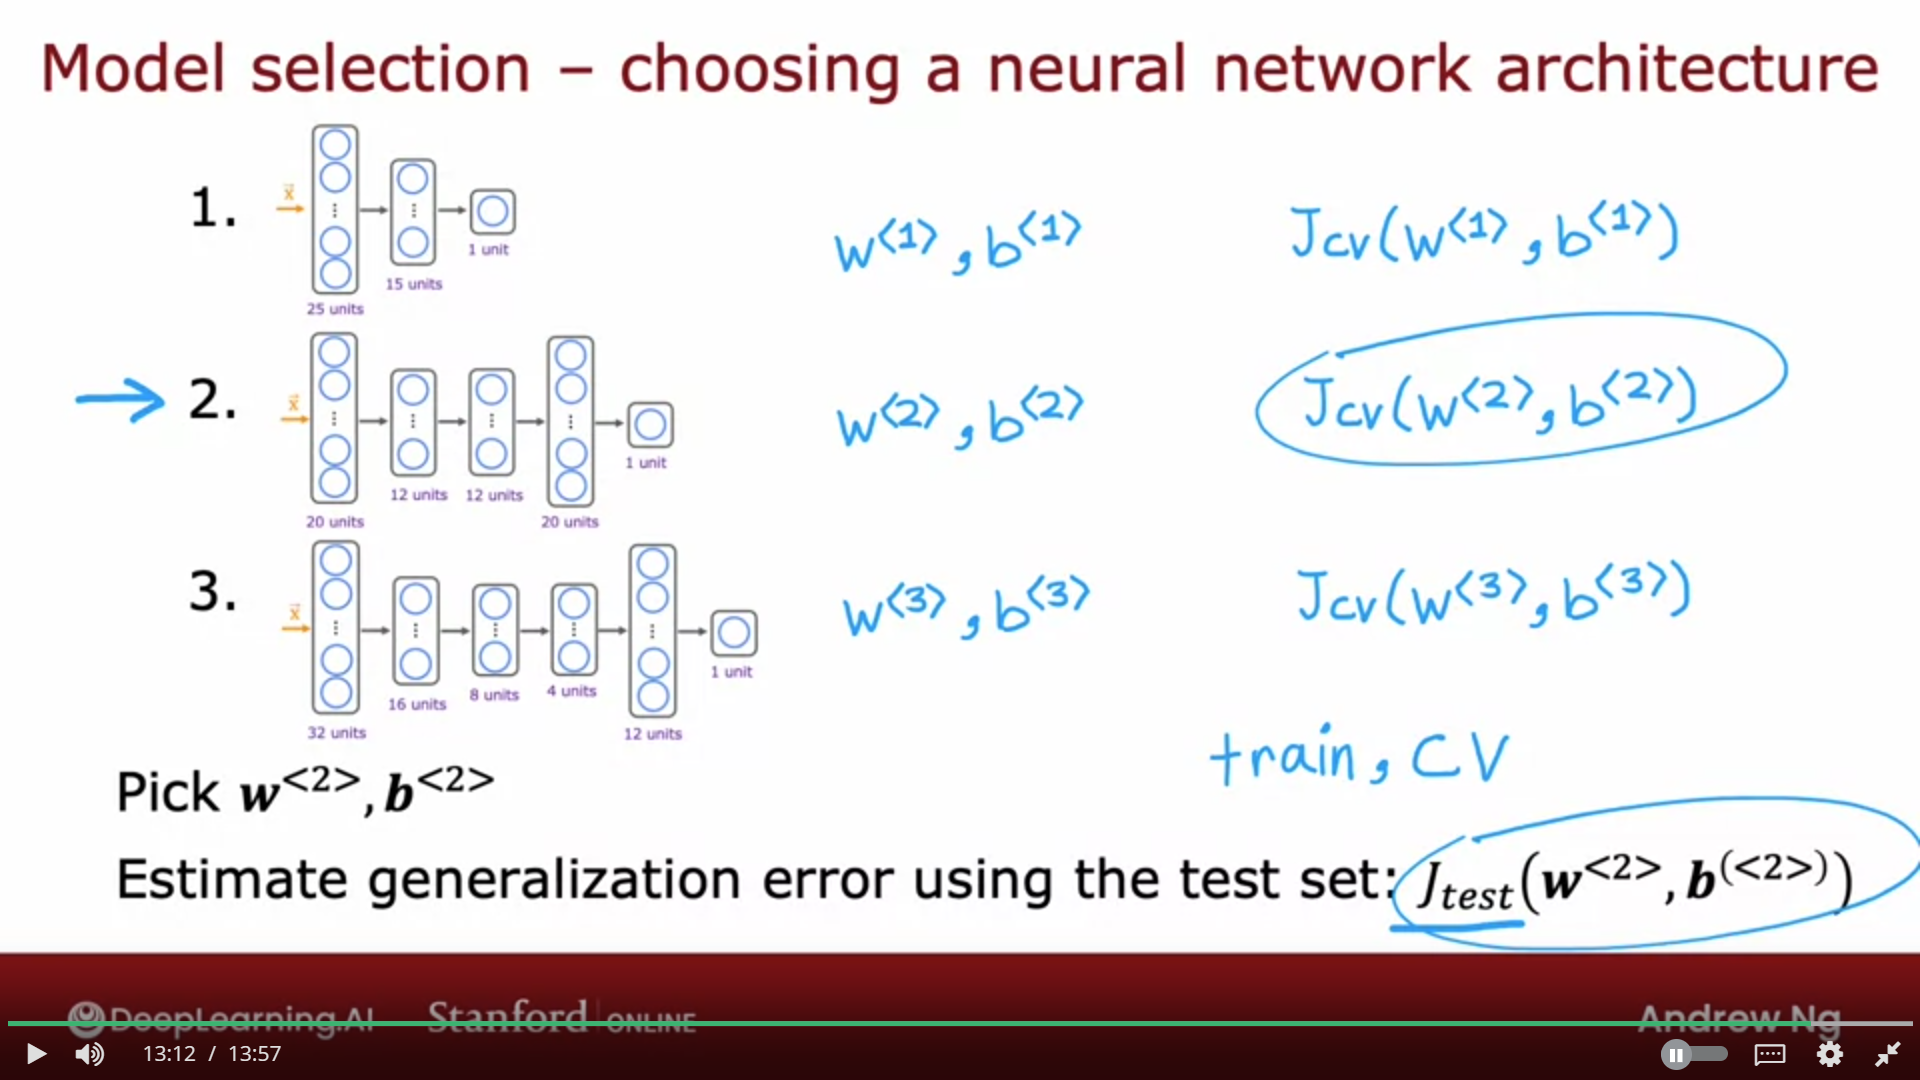 Model selection – choosing a neural network architecture
1.
x⃗
25 units
15 units
1 unit
w<1>, b<1>
Jcv(w<1>, b<1>)
2.
x⃗
20 units
12 units
12 units
20 units
1 unit
w<2>, b<2>
Jcv(w<2>, b<2>)
3.
x⃗
32 units
16 units
8 units
4 units
12 units
1 unit
w<3>, b<3>
Jcv(w<3>, b<3>)
train, CV
Pick w<2>, b<2>
Estimate generalization error using the test set: Jtest(w<2>, b(<2>))
DeepLearning.AI Stanford | ONLINE Andrew Ng
13:12 / 13:57